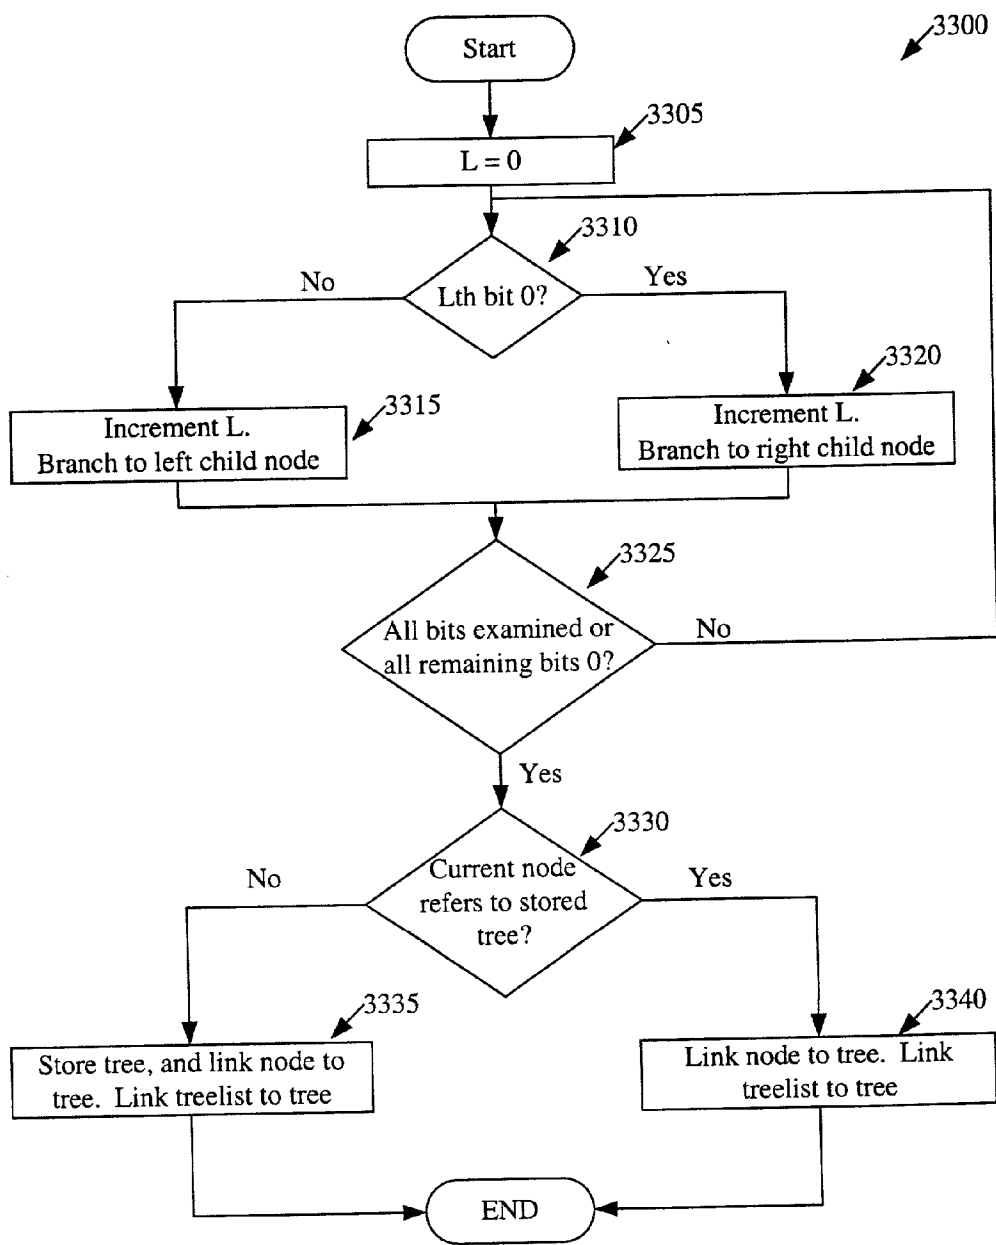 3300
Start
3305
L = 0
3310
No
Lth bit 0?
Yes
3320
3315
Increment L.
Branch to left child node
Increment L.
Branch to right child node
3325
All bits examined or
all remaining bits 0?
No
Yes
3330
No
Current node
refers to stored
tree?
Yes
3335
3340
Store tree, and link node to
tree.  Link treelist to tree
Link node to tree.  Link
treelist to tree
END